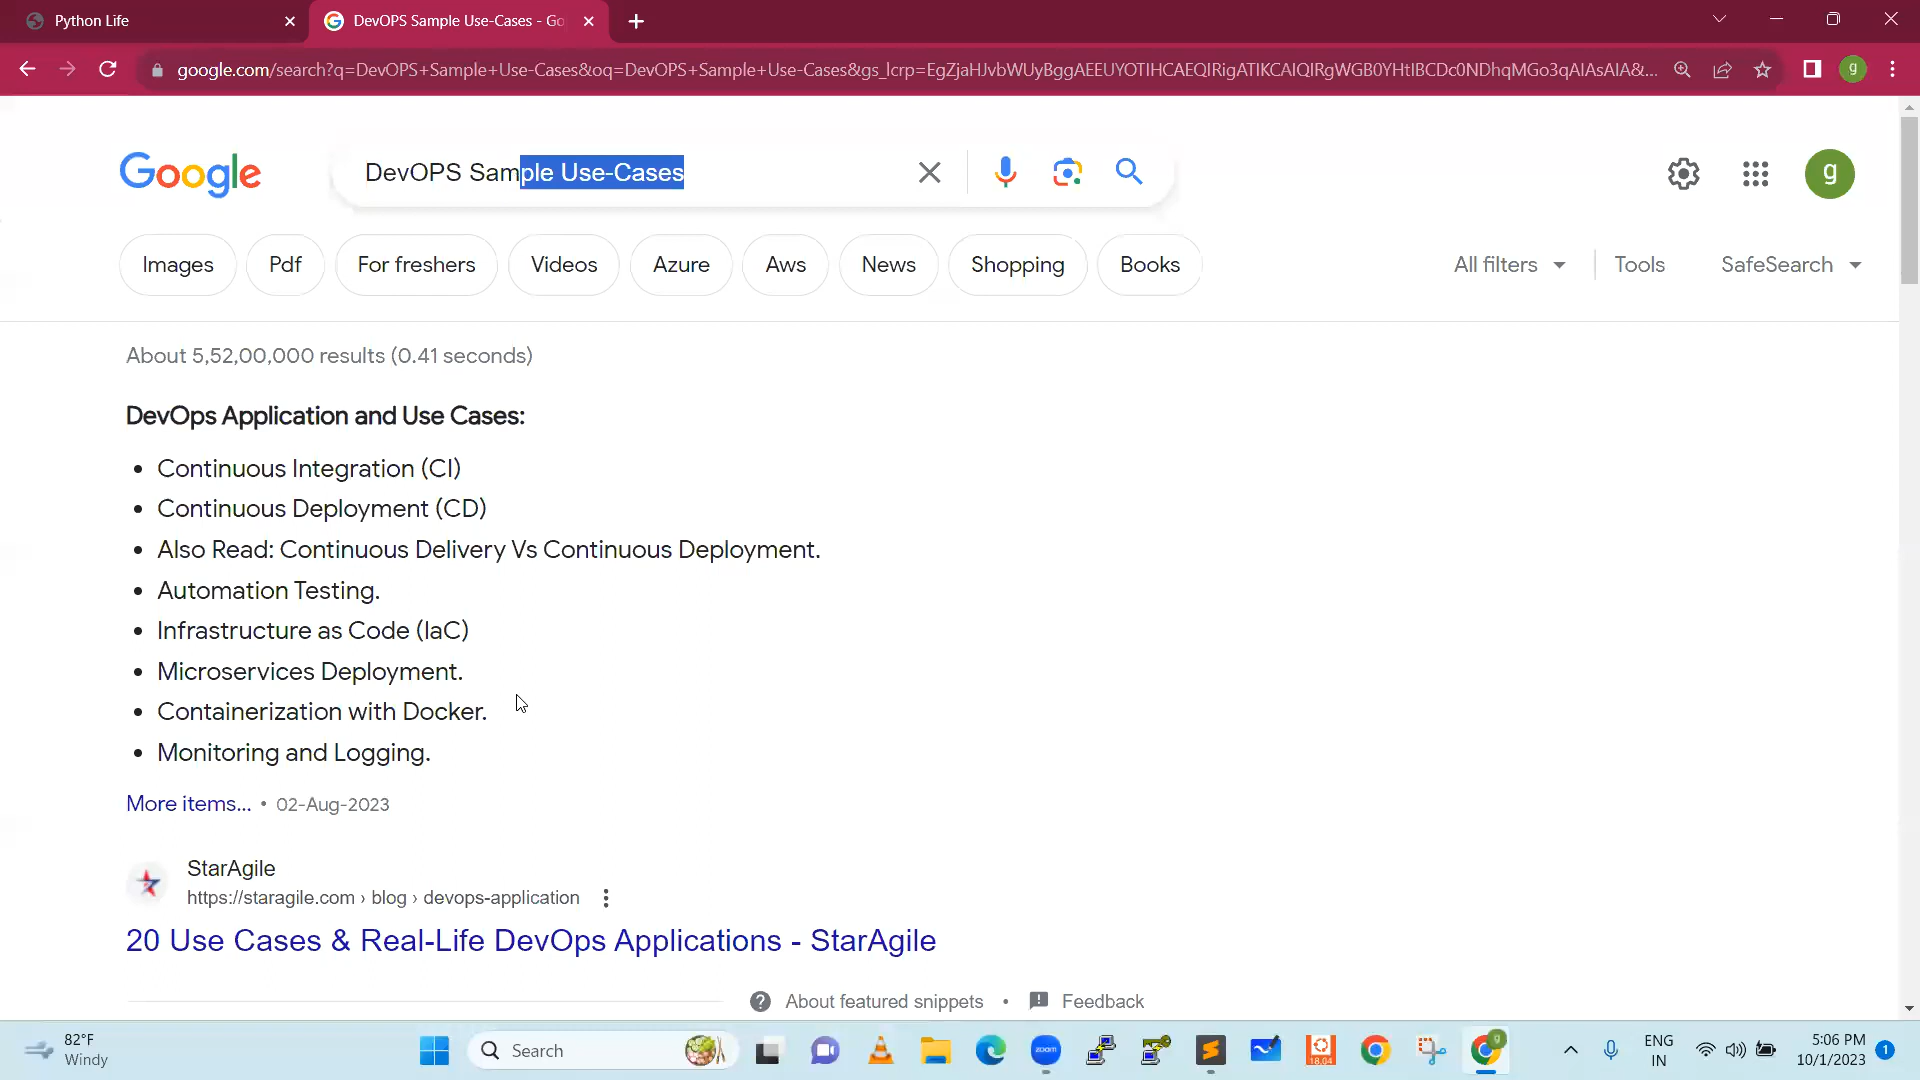 Python Life
DevOPS Sample Use-Cases - Go
google.com/search?q=DevOPS+Sample+Use-Cases&oq=DevOPS+Sample+Use-Cases&gs_lcrp=EgZjaHJvbWUyBggAEEUYOTIHCAEQIRigATIKCAIQIRgWGB0YHtIBCDc0NDhqMGo3qAIAsAIA&...
g
Google
DevOPS Sample Use-Cases
g
Images
Pdf
For freshers
Videos
Azure
Aws
News
Shopping
Books
All filters
Tools
SafeSearch
About 5,52,00,000 results (0.41 seconds)
DevOps Application and Use Cases:
• Continuous Integration (CI)
• Continuous Deployment (CD)
• Also Read: Continuous Delivery Vs Continuous Deployment.
• Automation Testing.
• Infrastructure as Code (IaC)
• Microservices Deployment.
• Containerization with Docker.
• Monitoring and Logging.
More items... • 02-Aug-2023
StarAgile
https://staragile.com › blog › devops-application
20 Use Cases & Real-Life DevOps Applications - StarAgile
About featured snippets • Feedback
82°F
Windy
Search
zoom
18.04
g
ENG
IN
5:06 PM
10/1/2023
1